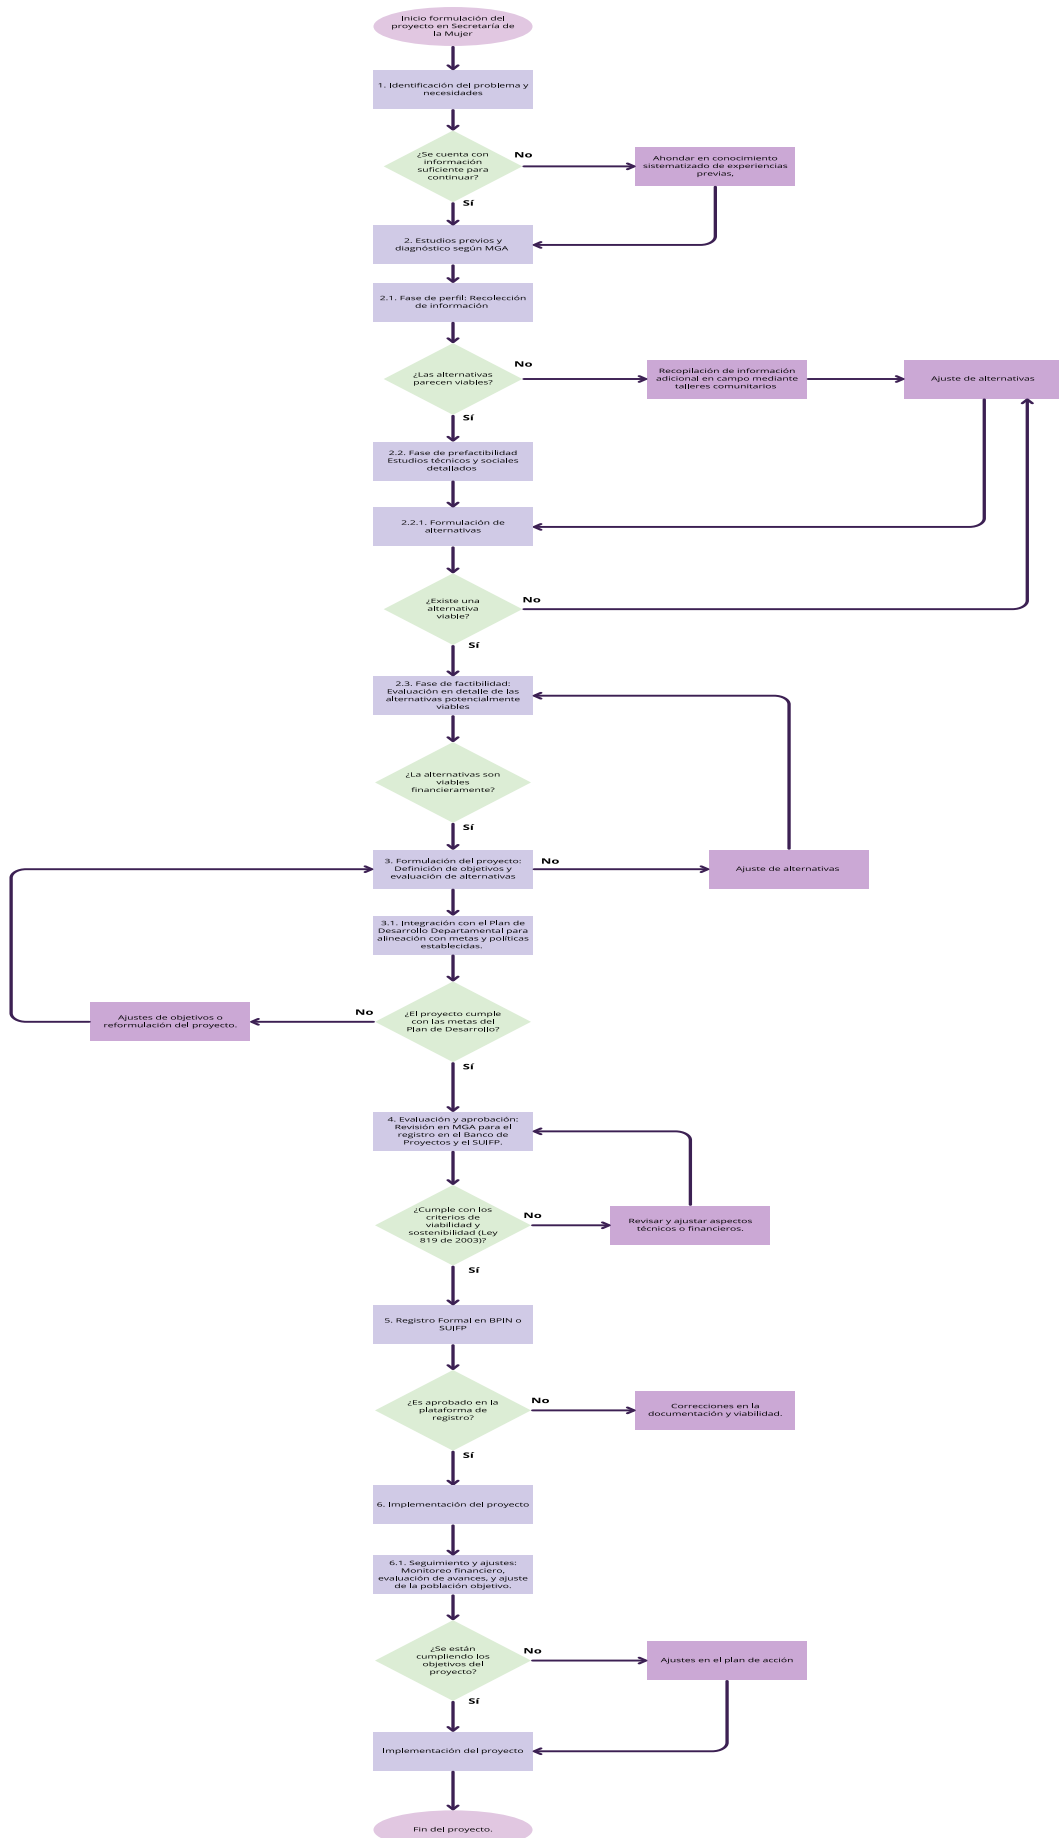 Inicio formulación del
proyecto en Secretaría de
la Mujer
1. Identificación del problema y
necesidades
¿Se cuenta con
información
suficiente para
continuar?
No
Ahondar en conocimiento
sistematizado de experiencias
previas,
Sí
2. Estudios previos y
diagnóstico según MGA
2.1. Fase de perfil: Recolección
de información
¿Las alternativas
parecen viables?
No
Recopilación de información
adicional en campo mediante
talleres comunitarios
Ajuste de alternativas
Sí
2.2. Fase de prefactibilidad
Estudios técnicos y sociales
detallados
2.2.1. Formulación de
alternativas
¿Existe una
alternativa
viable?
No
Sí
2.3. Fase de factibilidad:
Evaluación en detalle de las
alternativas potencialmente
viables
¿La alternativas son
viables
financieramente?
Sí
3. Formulación del proyecto:
Definición de objetivos y
evaluación de alternativas
No
Ajuste de alternativas
3.1. Integración con el Plan de
Desarrollo Departamental para
alineación con metas y políticas
establecidas.
¿El proyecto cumple
con las metas del
Plan de Desarrollo?
No
Ajustes de objetivos o
reformulación del proyecto.
Sí
4. Evaluación y aprobación:
Revisión en MGA para el
registro en el Banco de
Proyectos y el SUIFP.
¿Cumple con los
criterios de
viabilidad y
sostenibilidad (Ley
819 de 2003)?
No
Revisar y ajustar aspectos
técnicos o financieros.
Sí
5. Registro Formal en BPIN o
SUIFP
¿Es aprobado en la
plataforma de
registro?
No
Correcciones en la
documentación y viabilidad.
Sí
6. Implementación del proyecto
6.1. Seguimiento y ajustes:
Monitoreo financiero,
evaluación de avances, y ajuste
de la población objetivo.
¿Se están
cumpliendo los
objetivos del
proyecto?
No
Ajustes en el plan de acción
Sí
Implementación del proyecto
Fin del proyecto.